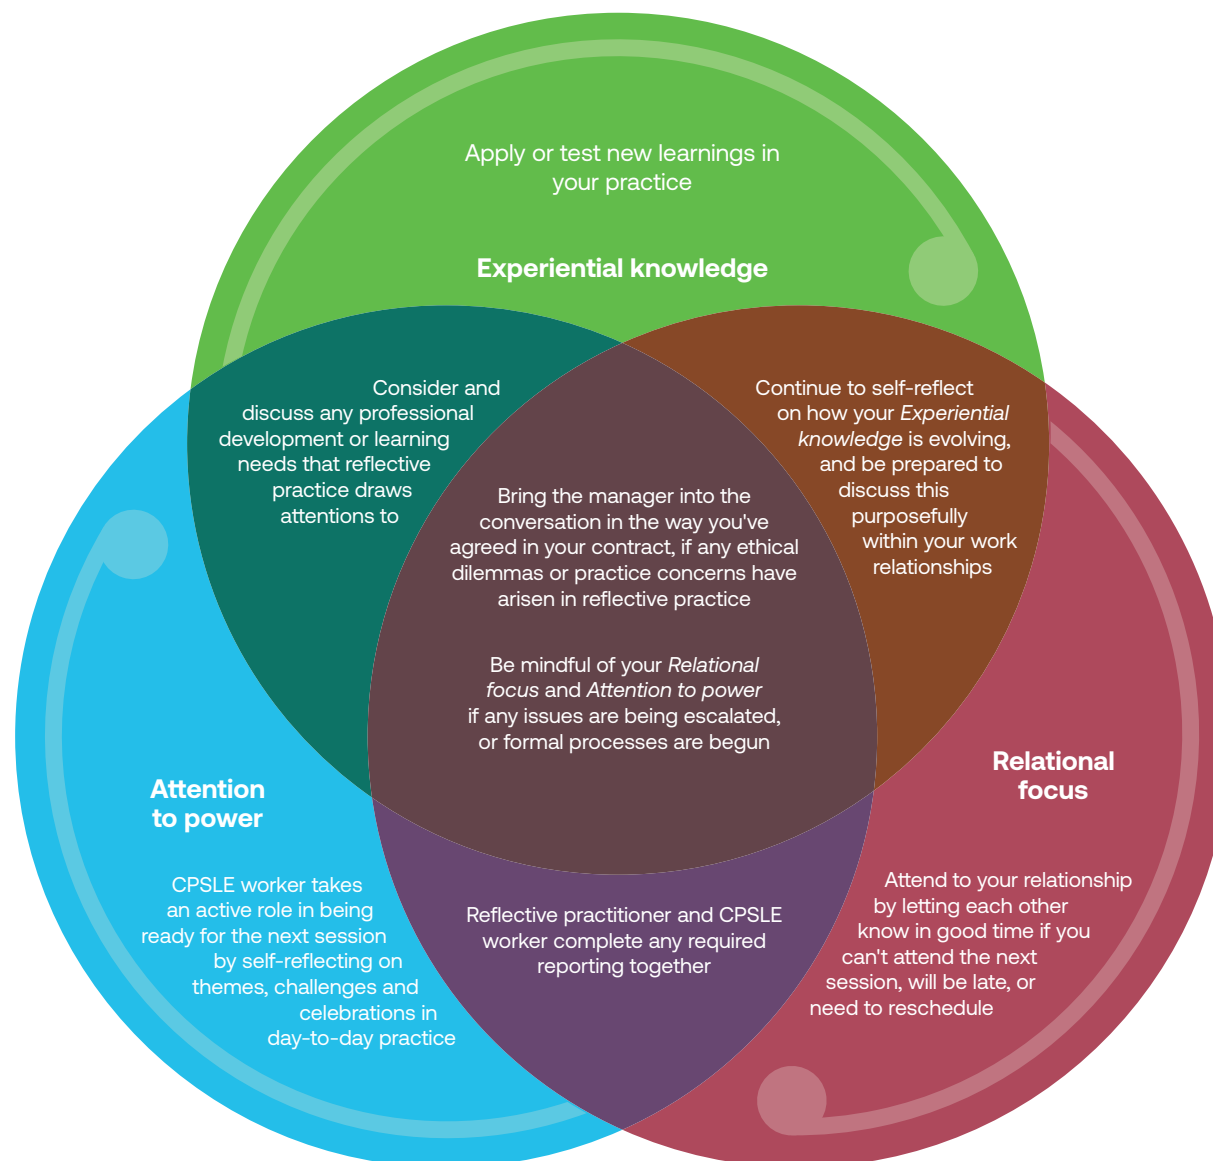 Apply or test new learnings in
your practice
Experiential knowledge
Consider and
discuss any professional
development or learning
needs that reflective
practice draws
attentions to
Continue to self-reflect
on how your Experiential
knowledge is evolving,
and be prepared to
discuss this
purposefully
within your work
relationships
Bring the manager into the
conversation in the way you've
agreed in your contract, if any ethical
dilemmas or practice concerns have
arisen in reflective practice
Be mindful of your Relational
focus and Attention to power
if any issues are being escalated,
or formal processes are begun
Attention
to power
CPSLE worker takes
an active role in being
ready for the next session
by self-reflecting on
themes, challenges and
celebrations in
day-to-day practice
Reflective practitioner and CPSLE
worker complete any required
reporting together
Relational
focus
Attend to your relationship
by letting each other
know in good time if you
can't attend the next
session, will be late, or
need to reschedule